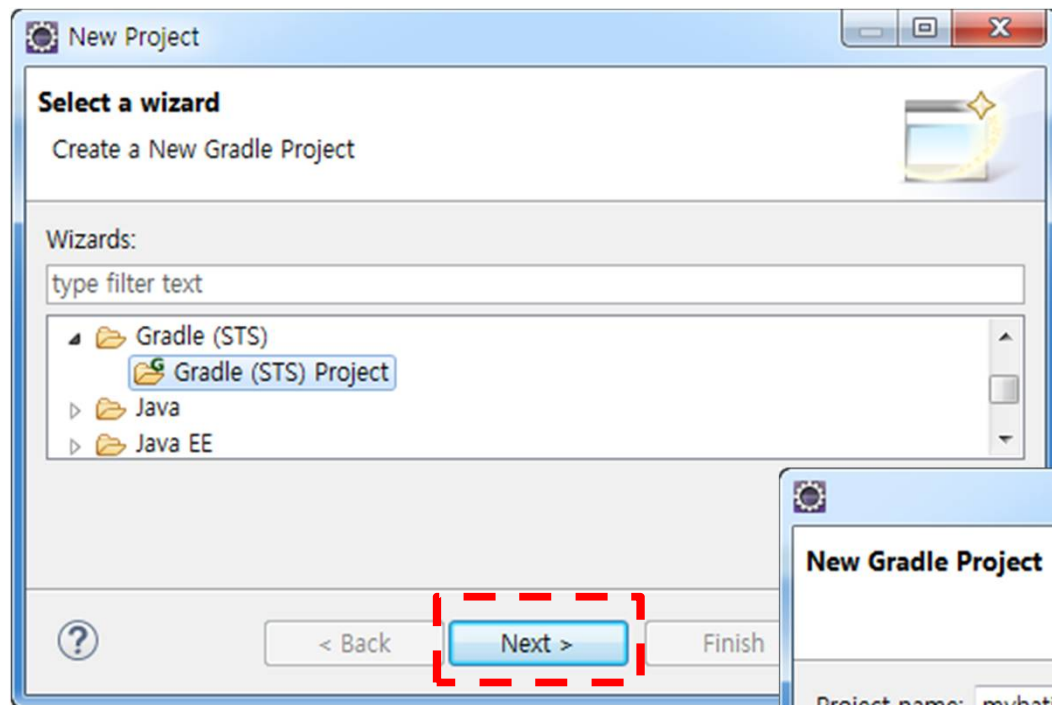 New Project
Select a wizard
Create a New Gradle Project
Wizards:
type filter text
Gradle (STS)
Gradle (STS) Project
Java
Java EE
< Back Next > Finish
New Gradle Project
Project name: